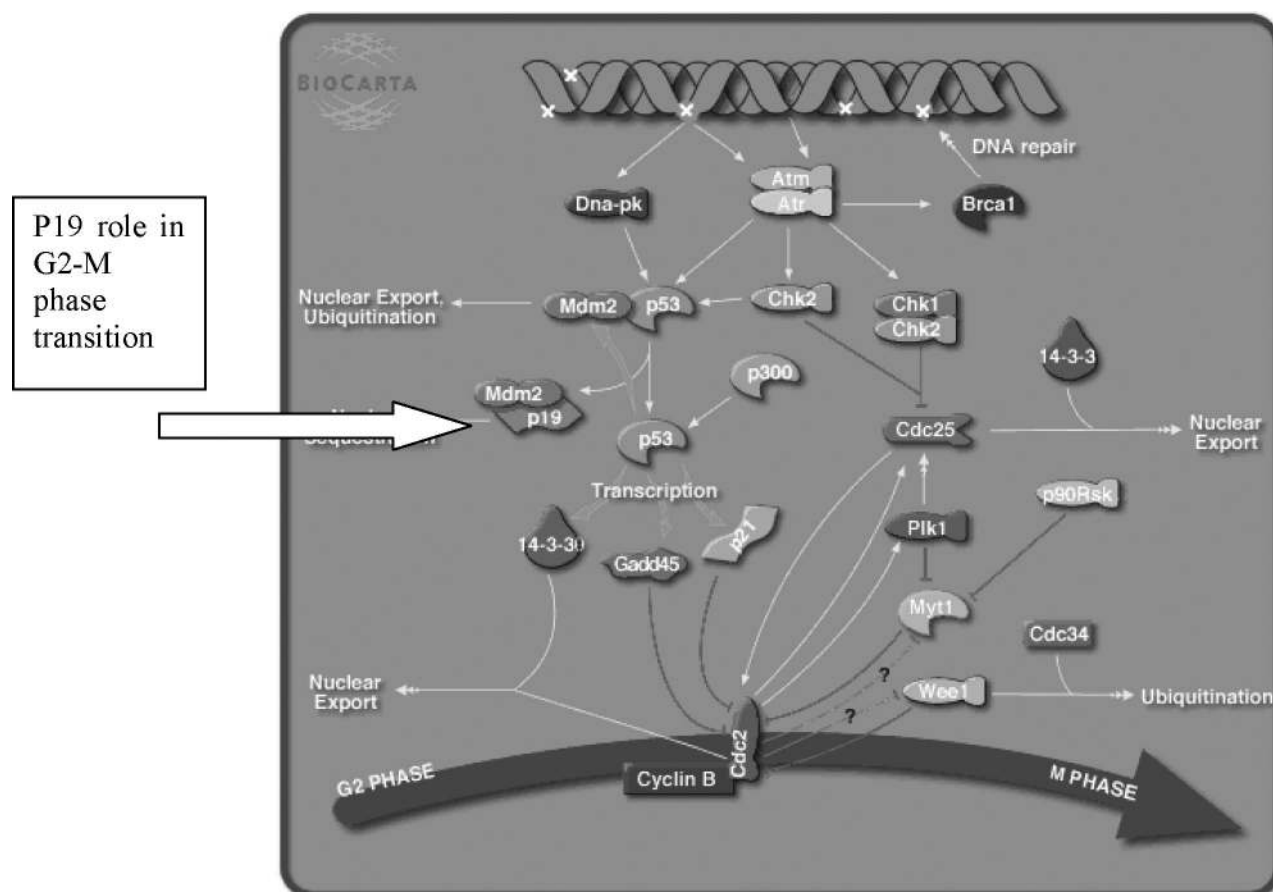 BIOCARTA
DNA repair
Atm
Atr
Dna-pk
Brca1
P19 role in
G2-M
phase
transition
Nuclear Export,
Ubiquitination
Mdm2
p53
Chk2
Chk1
Chk2
14-3-3
Mdm2
p19
p300
p53
Cdc25
Nuclear
Export
Transcription
p90Rsk
14-3-3σ
Gadd45
p21
Plk1
Myt1
Cdc34
Nuclear
Export
?
?
Wee1
Ubiquitination
Cdc2
Cyclin B
G2 PHASE
M PHASE